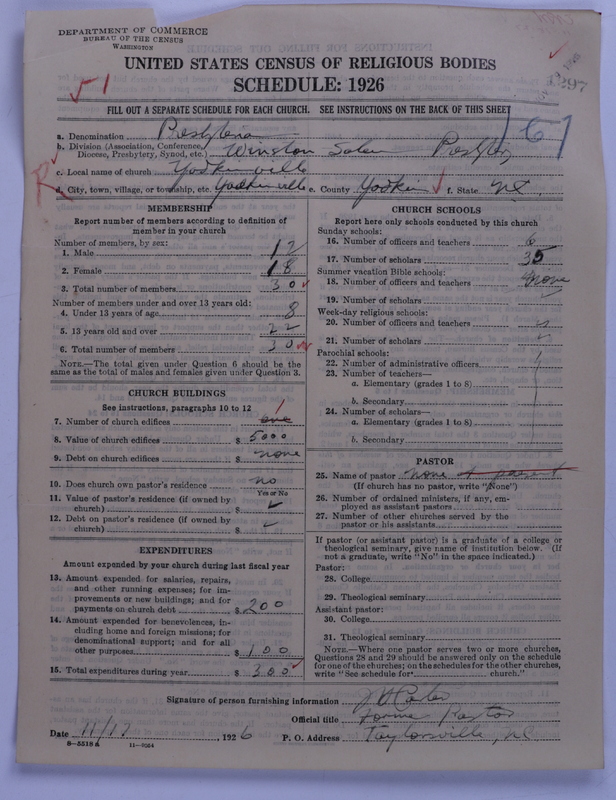 DEPARTMENT OF COMMERCE
BUREAU OF THE CENSUS
WASHINGTON
UNITED STATES CENSUS OF RELIGIOUS BODIES
SCHEDULE: 1926
FILL OUT A SEPARATE SCHEDULE FOR EACH CHURCH. SEE INSTRUCTIONS ON THE BACK OF THIS SHEET
a. Denomination Presbyterian
b. Division (Association, Conference, Diocese, Presbytery, Synod, etc.) Winston Salem Presbytery
c. Local name of church Yadkinville
d. City, town, village, or township, etc. Yadkinville e. County Yadkin f. State NC
MEMBERSHIP
Report number of members according to definition of member in your church
Number of members, by sex:
1. Male 12
2. Female 18
3. Total number of members 30
Number of members under and over 13 years old:
4. Under 13 years of age 8
5. 13 years old and over 22
6. Total number of members 30
NOTE.—The total given under Question 6 should be the same as the total of males and females given under Question 3.
CHURCH BUILDINGS
See instructions, paragraphs 10 to 12
7. Number of church edifices one 1
8. Value of church edifices $ 5000
9. Debt on church edifices $ none
10. Does church own pastor's residence no
Yes or No
11. Value of pastor's residence (if owned by church) $
12. Debt on pastor's residence (if owned by church) $
EXPENDITURES
Amount expended by your church during last fiscal year
13. Amount expended for salaries, repairs, and other running expenses; for improvements or new buildings; and for payments on church debt $ 200
14. Amount expended for benevolences, including home and foreign missions; for denominational support; and for all other purposes $ 100
15. Total expenditures during year $ 300
CHURCH SCHOOLS
Report here only schools conducted by this church
Sunday schools:
16. Number of officers and teachers 6
17. Number of scholars 35
Summer vacation Bible schools:
18. Number of officers and teachers none
19. Number of scholars
Week-day religious schools:
20. Number of officers and teachers
21. Number of scholars
Parochial schools:
22. Number of administrative officers
23. Number of teachers—
a. Elementary (grades 1 to 8)
b. Secondary
24. Number of scholars—
a. Elementary (grades 1 to 8)
b. Secondary
PASTOR
25. Name of pastor none
(If church has no pastor, write "None")
26. Number of ordained ministers, if any, employed as assistant pastors
27. Number of other churches served by the pastor or his assistants
If pastor (or assistant pastor) is a graduate of a college or theological seminary, give name of institution below. (If not a graduate, write "No" in the space indicated.)
Pastor:
28. College
29. Theological seminary
Assistant pastor:
30. College
31. Theological seminary
NOTE.—Where one pastor serves two or more churches, Questions 28 and 29 should be answered only on the schedule for one of the churches; on the schedules for the other churches, write "See schedule for church."
Signature of person furnishing information
Official title Former Pastor
Date 11/17, 1926 P. O. Address Taylorsville, NC.
8-5518 a 11-9064